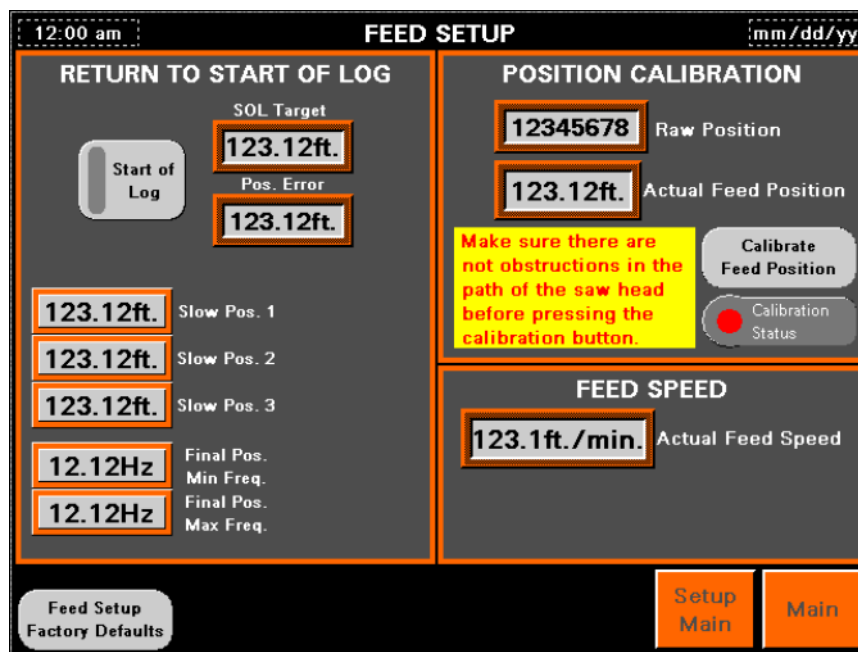 12:00 am
FEED SETUP
mm/dd/yy
RETURN TO START OF LOG
SOL Target
123.12ft.
Start of
Log
Pos. Error
123.12ft.
123.12ft.
Slow Pos. 1
123.12ft.
Slow Pos. 2
123.12ft.
Slow Pos. 3
12.12Hz
Final Pos.
Min Freq.
12.12Hz
Final Pos.
Max Freq.
POSITION CALIBRATION
12345678
Raw Position
123.12ft.
Actual Feed Position
Make sure there are
not obstructions in the
path of the saw head
before pressing the
calibration button.
Calibrate
Feed Position
Calibration
Status
FEED SPEED
123.1ft./min.
Actual Feed Speed
Feed Setup
Factory Defaults
Setup
Main
Main